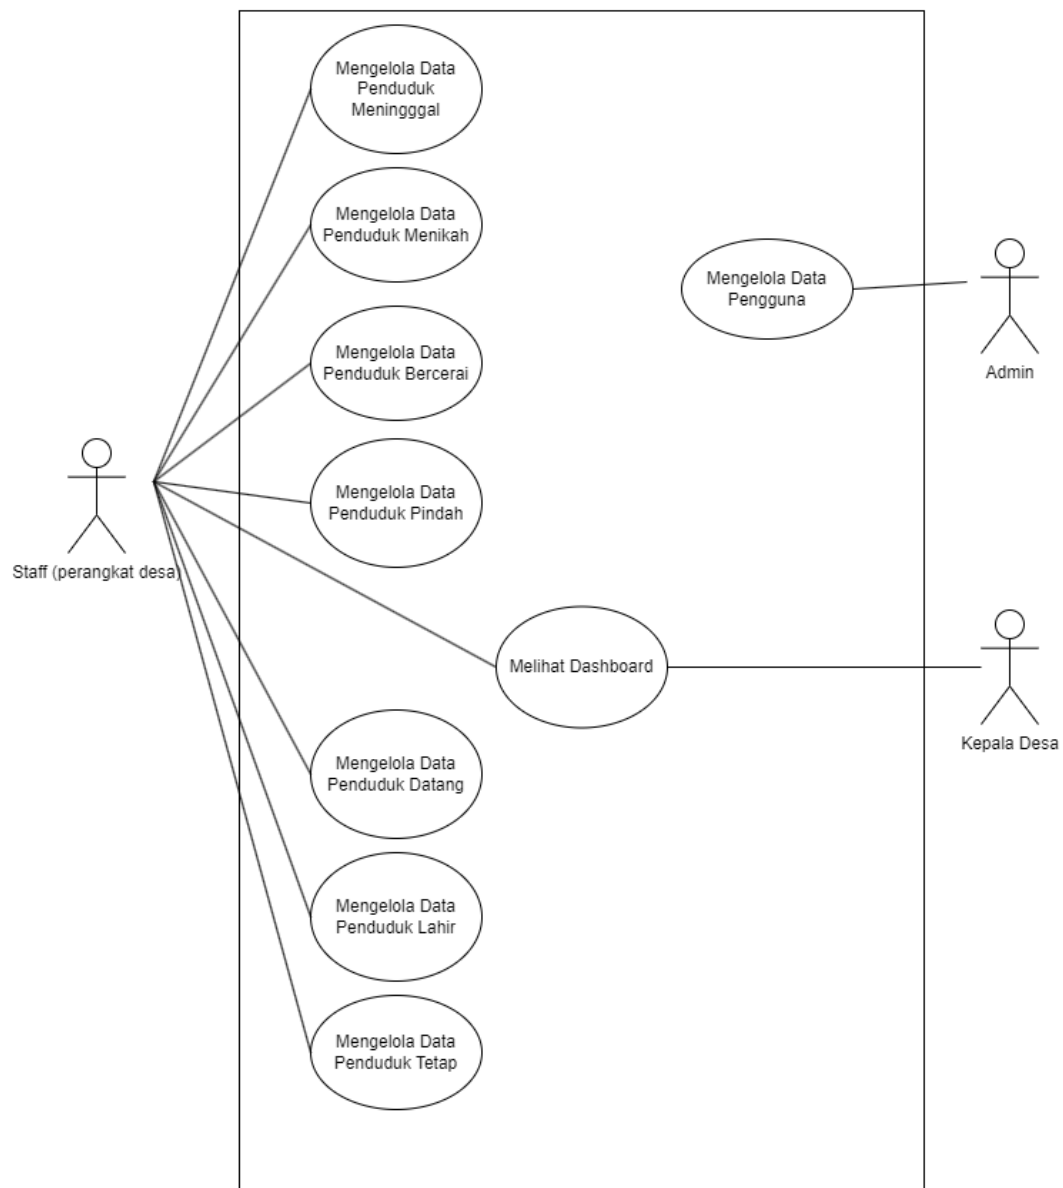 Mengelola Data
Penduduk
Meningggal
Mengelola Data
Penduduk Menikah
Mengelola Data
Pengguna
Admin
Mengelola Data
Penduduk Bercerai
Mengelola Data
Penduduk Pindah
Staff (perangkat desa)
Melihat Dashboard
Kepala Desa
Mengelola Data
Penduduk Datang
Mengelola Data
Penduduk Lahir
Mengelola Data
Penduduk Tetap